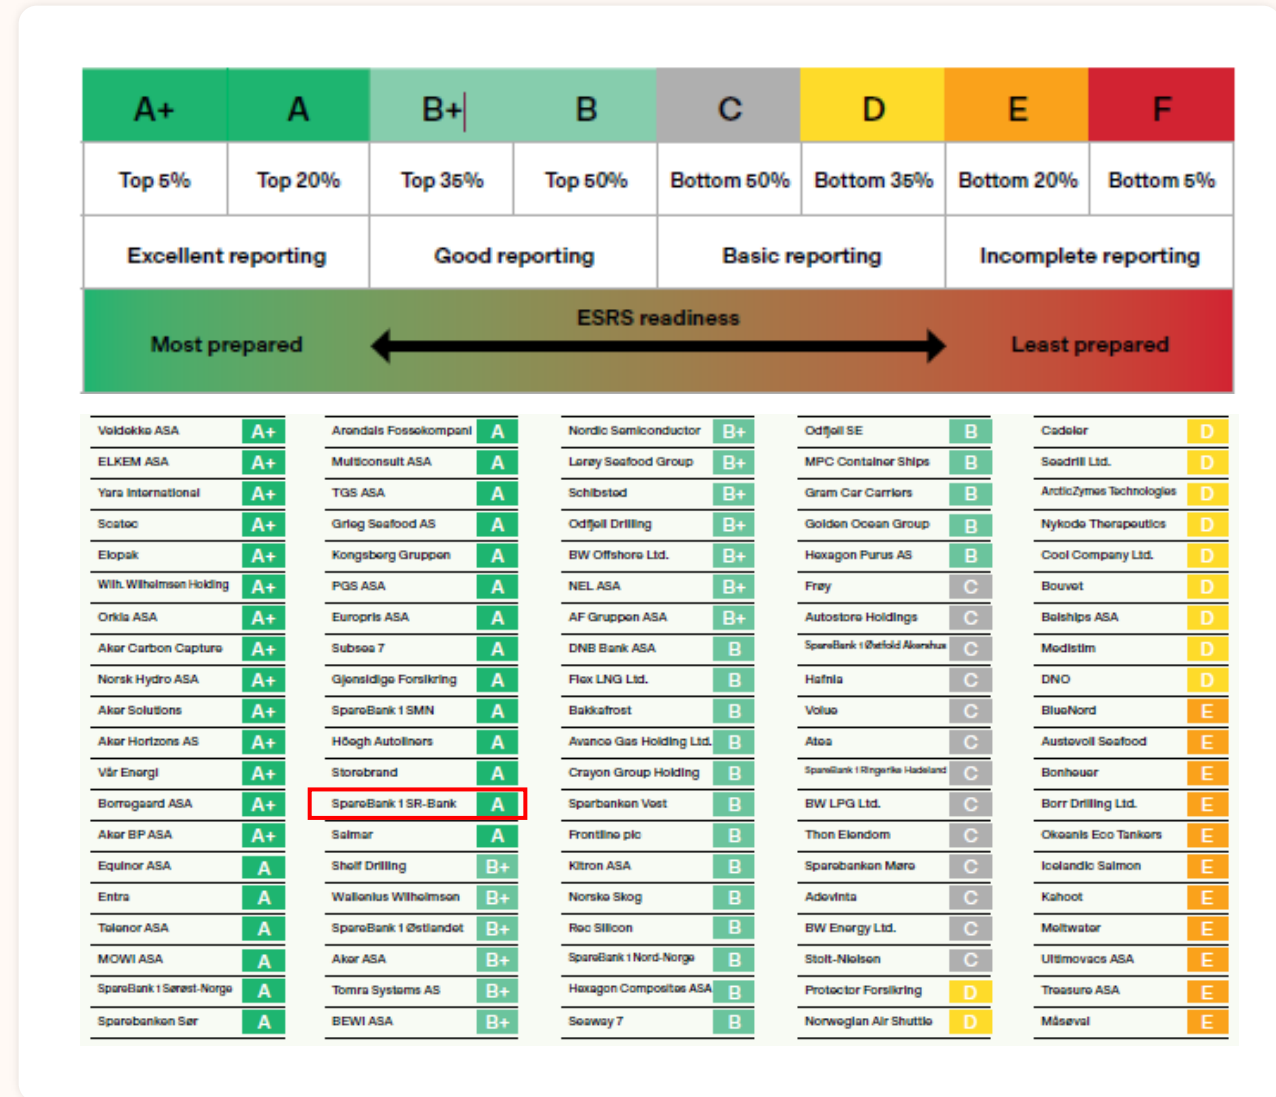 A+ A B+ B C D E F
Top 5% Top 20% Top 35% Top 50% Bottom 50% Bottom 35% Bottom 20% Bottom 5%
Excellent reporting Good reporting Basic reporting Incomplete reporting
ESRS readiness
Most prepared Least prepared
Veidekke ASA A+ Arendals Fossekompani A Nordic Semiconductor B+ Odfjell SE B Cadeler D
ELKEM ASA A+ Multiconsult ASA A Lerøy Seafood Group B+ MPC Container Ships B Seadrill Ltd. D
Yara International A+ TGS ASA A Schibsted B+ Gram Car Carriers B ArcticZymes Technologies D
Scatec A+ Grieg Seafood AS A Odfjell Drilling B+ Golden Ocean Group B Nykode Therapeutics D
Elopak A+ Kongsberg Gruppen A BW Offshore Ltd. B+ Hexagon Purus AS B Cool Company Ltd. D
Wilh. Wilhelmsen Holding A+ PGS ASA A NEL ASA B+ Frøy C Bouvet D
Orkla ASA A+ Europris ASA A AF Gruppen ASA B+ Autostore Holdings C Belships ASA D
Aker Carbon Capture A+ Subsea 7 A DNB Bank ASA B SpareBank 1 Østfold Akershus C Medistim D
Norsk Hydro ASA A+ Gjensidige Forsikring A Flex LNG Ltd. B Hafnia C DNO D
Aker Solutions A+ SpareBank 1 SMN A Bakkafrost B Volue C BlueNord E
Aker Horizons AS A+ Höegh Autoliners A Avance Gas Holding Ltd. B Atea C Austevoll Seafood E
Vår Energi A+ Storebrand A Crayon Group Holding B SpareBank 1 Ringerike Hadeland C Bonheuer E
Borregaard ASA A+ SpareBank 1 SR-Bank A Sparbanken Vest B BW LPG Ltd. C Borr Drilling Ltd. E
Aker BP ASA A+ Salmar A Frontline plc B Thon Eiendom C Okeanis Eco Tankers E
Equinor ASA A Shelf Drilling B+ Kitron ASA B Sparebanken Møre C Icelandic Salmon E
Entra A Wallenius Wilhelmsen B+ Norske Skog B Adevinta C Kahoot E
Telenor ASA A SpareBank 1 Østlandet B+ Rec Silicon B BW Energy Ltd. C Meltwater E
MOWI ASA A Aker ASA B+ SpareBank 1 Nord-Norge B Stolt-Nielsen C Ultimovacs ASA E
SpareBank 1 Sørøst-Norge A Tomra Systems AS B+ Hexagon Composites ASA B Protector Forsikring D Treasure ASA E
Sparebanken Sør A BEWI ASA B+ Seaway 7 B Norwegian Air Shuttle D Måsøval E